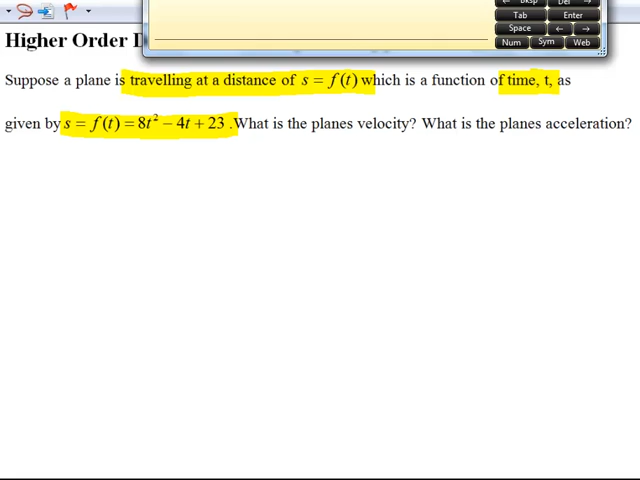 Bksp Del
Tab Enter
Space ← →
Num Sym Web
Higher Order D
Suppose a plane is travelling at a distance of s = f(t) which is a function of time, t, as
given by s = f(t) = 8t² − 4t + 23 .What is the planes velocity? What is the planes acceleration?